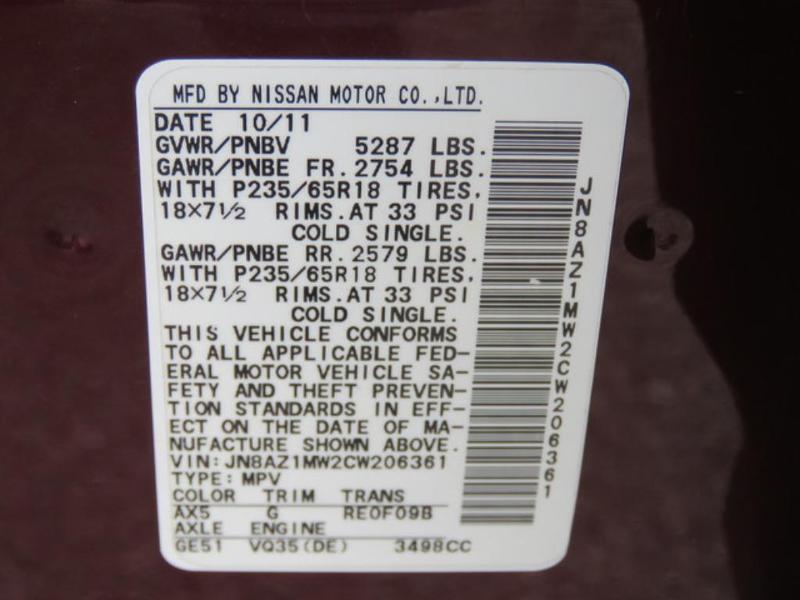 MFD BY NISSAN MOTOR CO.,LTD.
DATE 10/11
GVWR/PNBV 5287 LBS.
GAWR/PNBE FR.2754 LBS.
WITH P235/65R18 TIRES,
18×7½ RIMS.AT 33 PSI
COLD SINGLE.
GAWR/PNBE RR.2579 LBS.
WITH P235/65R18 TIRES,
18×7½ RIMS.AT 33 PSI
COLD SINGLE.
THIS VEHICLE CONFORMS
TO ALL APPLICABLE FED-
ERAL MOTOR VEHICLE SA-
FETY AND THEFT PREVEN-
TION STANDARDS IN EFF-
ECT ON THE DATE OF MA-
NUFACTURE SHOWN ABOVE.
VIN:JN8AZ1MW2CW206361
TYPE:MPV
COLOR TRIM TRANS
AX5 G RE0F09B
AXLE ENGINE
GE51 VQ35(DE) 3498CC
JN8AZ1MW2CW206361